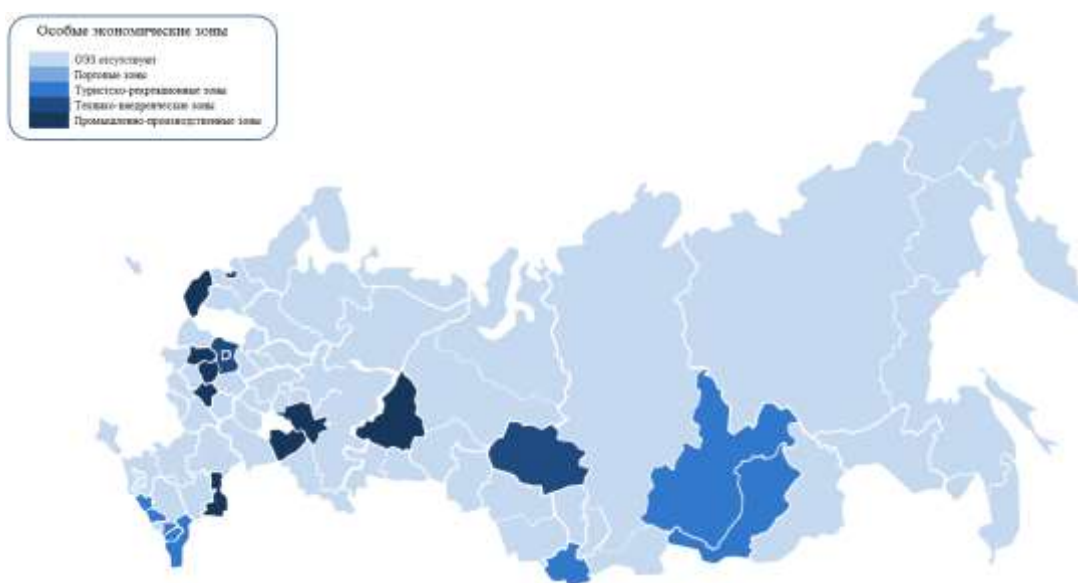 Особые экономические зоны
ОЭЗ отсутствует
Портовые зоны
Туристско-рекреационные зоны
Технико-внедренческие зоны
Промышленно-производственные зоны